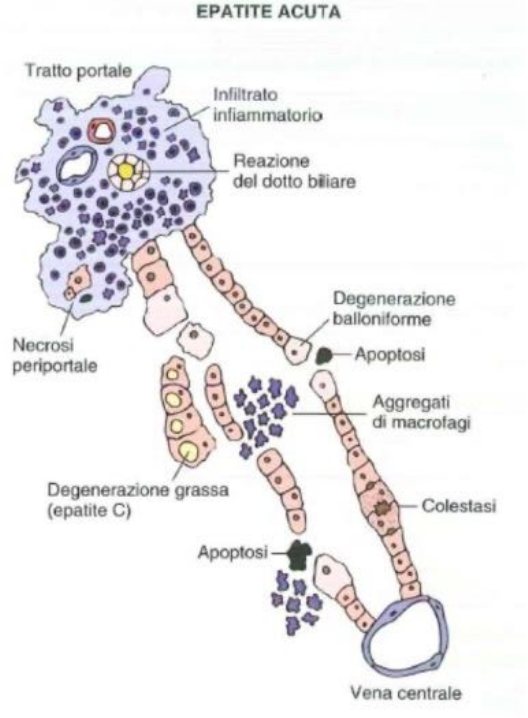 EPATITE ACUTA
Tratto portale
Infiltrato
infiammatorio
Reazione
del dotto biliare
Degenerazione
balloniforme
Apoptosi
Necrosi
periportale
Aggregati
di macrofagi
Degenerazione grassa
(epatite C)
Colestasi
Apoptosi
Vena centrale